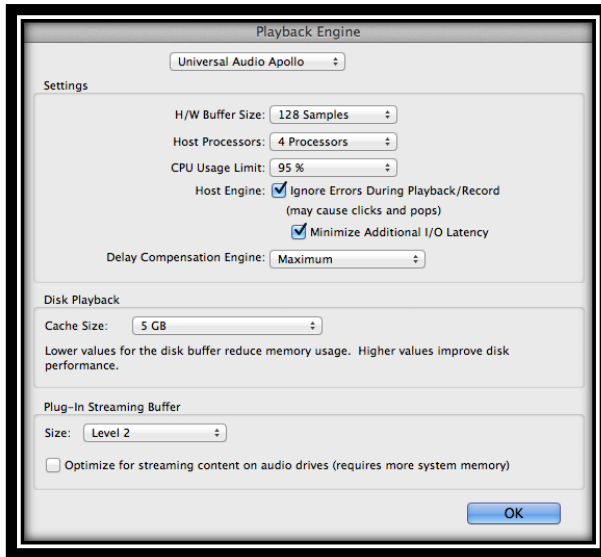 Playback Engine
Universal Audio Apollo
Settings
H/W Buffer Size: 128 Samples
Host Processors: 4 Processors
CPU Usage Limit: 95 %
Host Engine: Ignore Errors During Playback/Record
(may cause clicks and pops)
Minimize Additional I/O Latency
Delay Compensation Engine: Maximum
Disk Playback
Cache Size: 5 GB
Lower values for the disk buffer reduce memory usage. Higher values improve disk
performance.
Plug-In Streaming Buffer
Size: Level 2
Optimize for streaming content on audio drives (requires more system memory)
OK